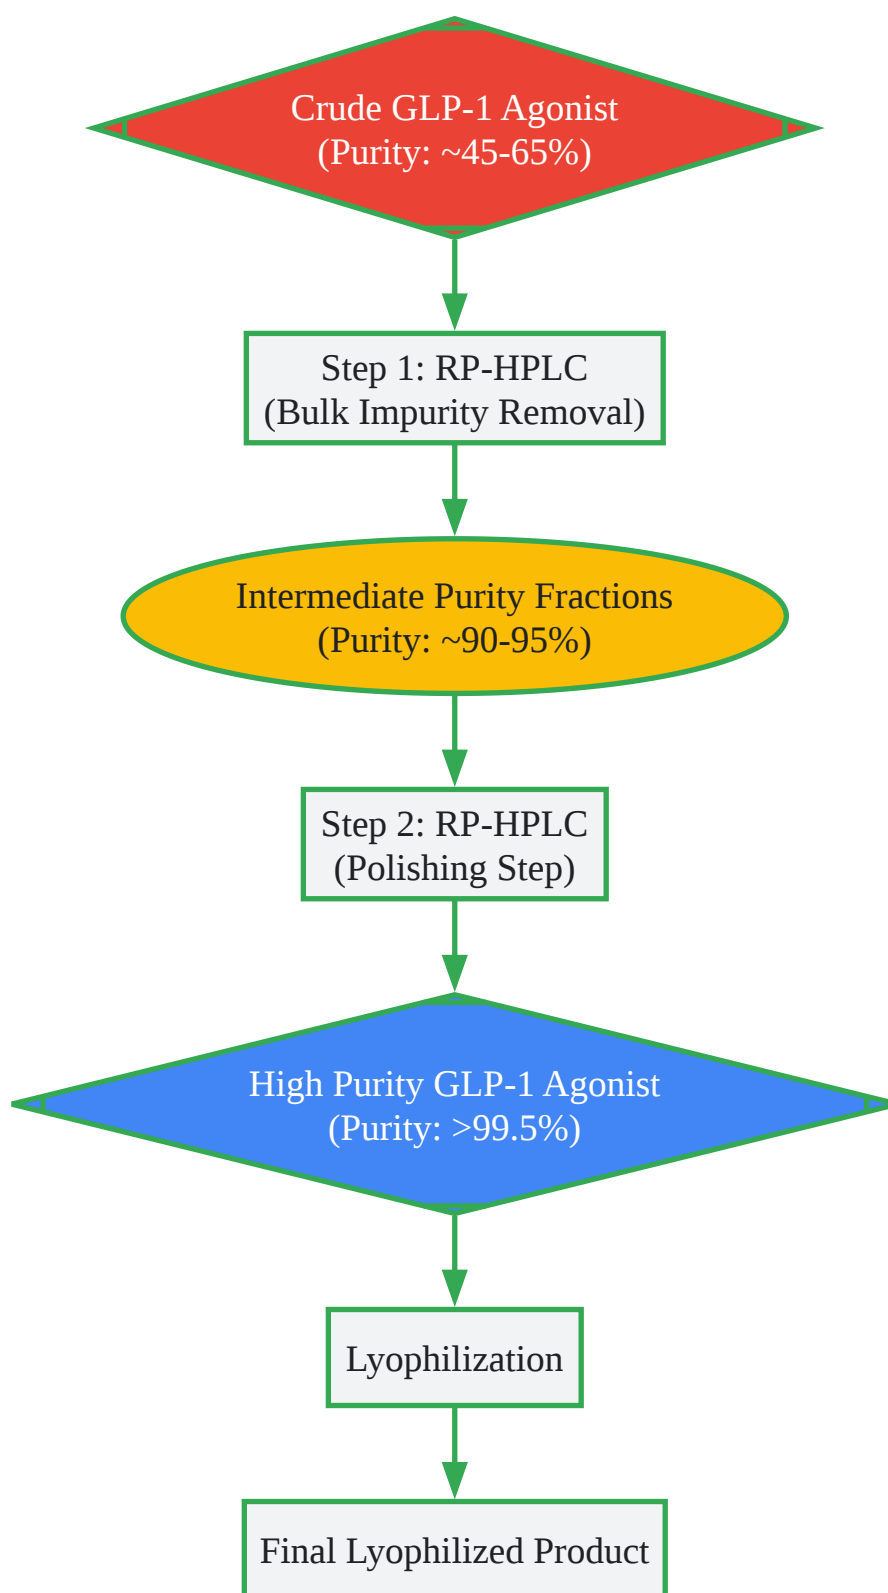 Crude GLP-1 Agonist
(Purity: ~45-65%)
Step 1: RP-HPLC
(Bulk Impurity Removal)
Intermediate Purity Fractions
(Purity: ~90-95%)
Step 2: RP-HPLC
(Polishing Step)
High Purity GLP-1 Agonist
(Purity: >99.5%)
Lyophilization
Final Lyophilized Product